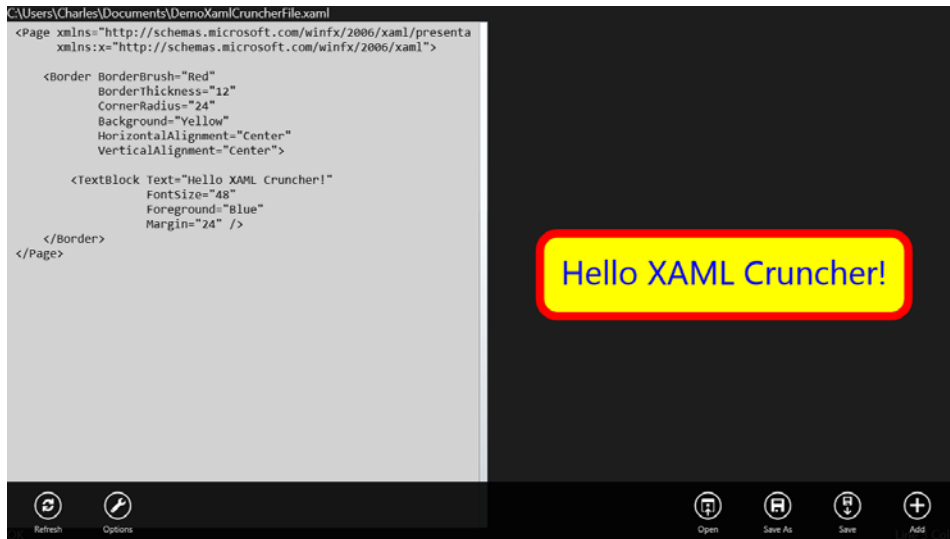 C:\Users\Charles\Documents\DemoXamlCruncherFile.xaml
<Page xmlns="http://schemas.microsoft.com/winfx/2006/xaml/presenta
xmlns:x="http://schemas.microsoft.com/winfx/2006/xaml">
<Border BorderBrush="Red"
BorderThickness="12"
CornerRadius="24"
Background="Yellow"
HorizontalAlignment="Center"
VerticalAlignment="Center">
<TextBlock Text="Hello XAML Cruncher!"
FontSize="48"
Foreground="Blue"
Margin="24" />
</Border>
</Page>
Hello XAML Cruncher!
Refresh Options Open Save As Save Add